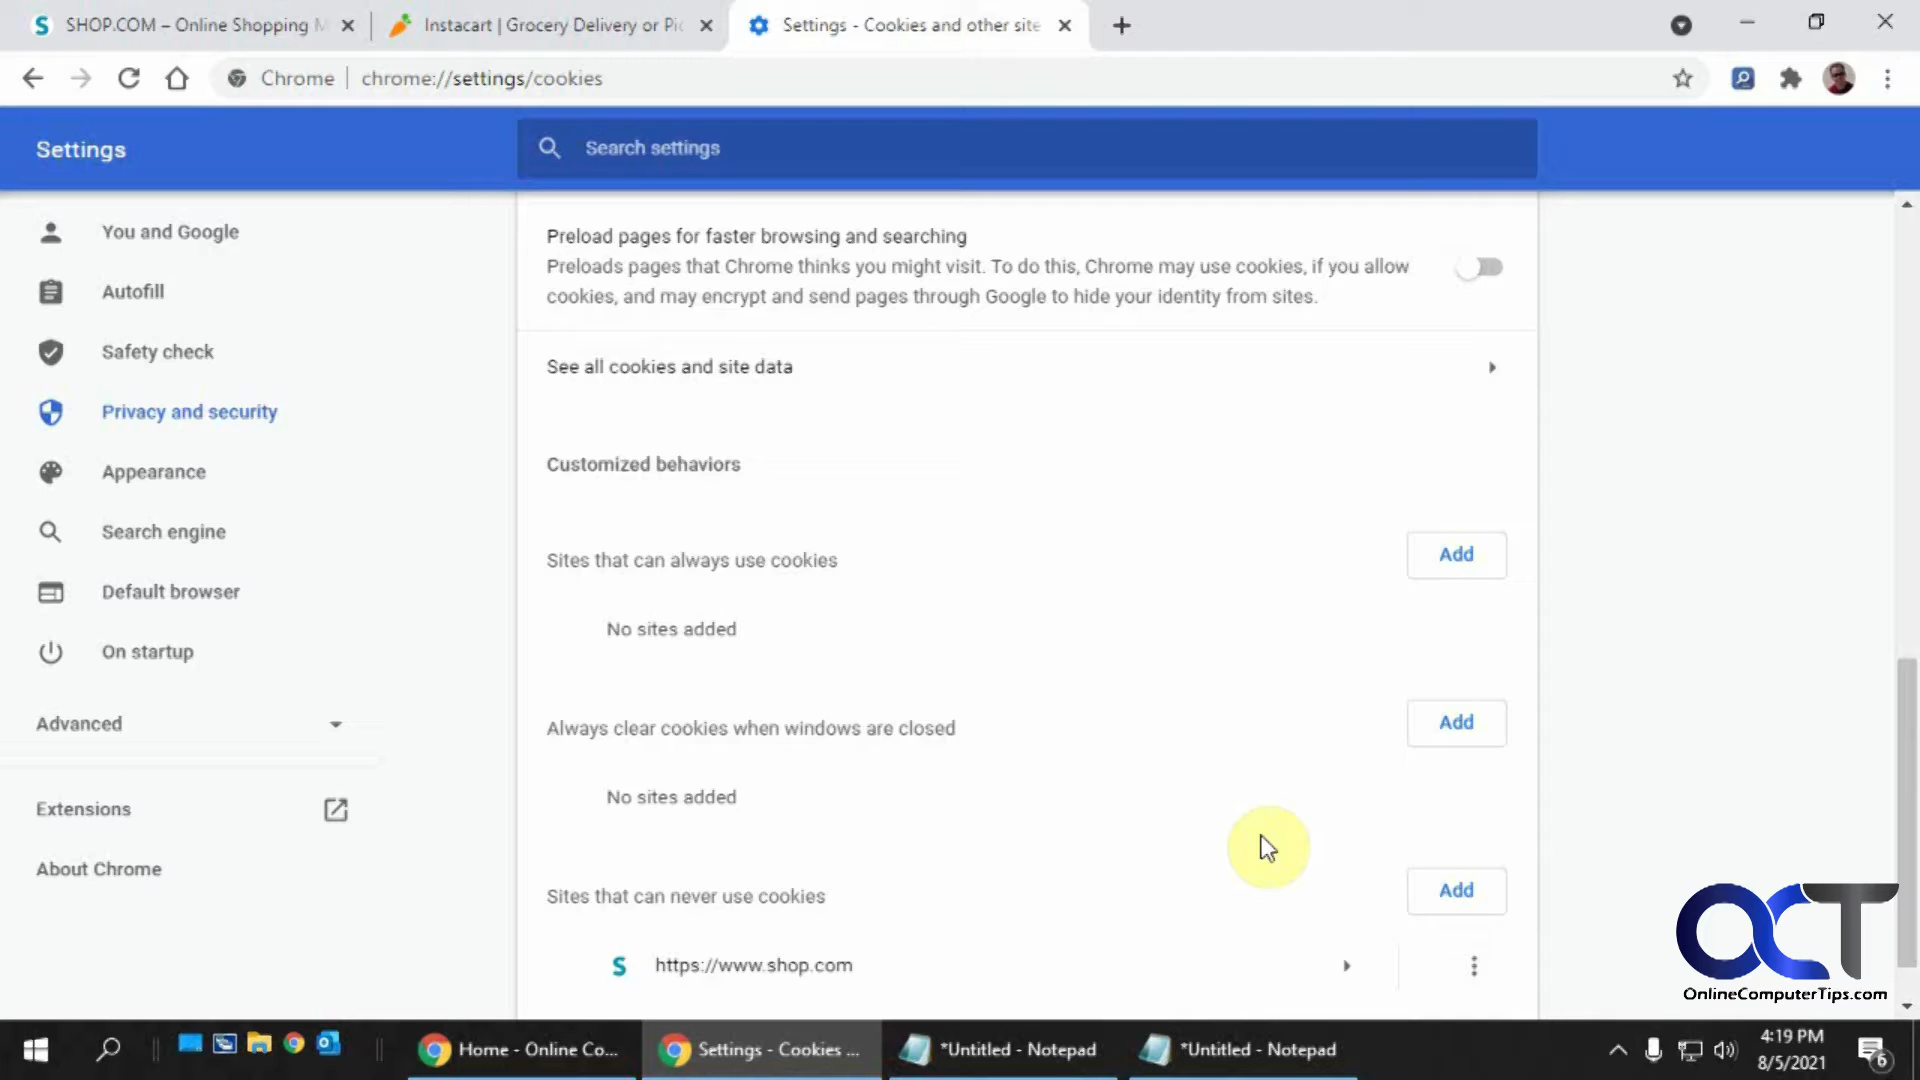 SHOP.COM – Online Shopping M
Instacart | Grocery Delivery or Pic
Settings - Cookies and other site
Chrome
chrome://settings/cookies
Settings
Search settings
You and Google
Autofill
Safety check
Privacy and security
Appearance
Search engine
Default browser
On startup
Advanced
Extensions
About Chrome
Preload pages for faster browsing and searching
Preloads pages that Chrome thinks you might visit. To do this, Chrome may use cookies, if you allow
cookies, and may encrypt and send pages through Google to hide your identity from sites.
See all cookies and site data
Customized behaviors
Sites that can always use cookies
Add
No sites added
Always clear cookies when windows are closed
Add
No sites added
Sites that can never use cookies
Add
S https://www.shop.com
OCT
OnlineComputerTips.com
Home - Online Co...
Settings - Cookies ...
*Untitled - Notepad
*Untitled - Notepad
4:19 PM
8/5/2021
6